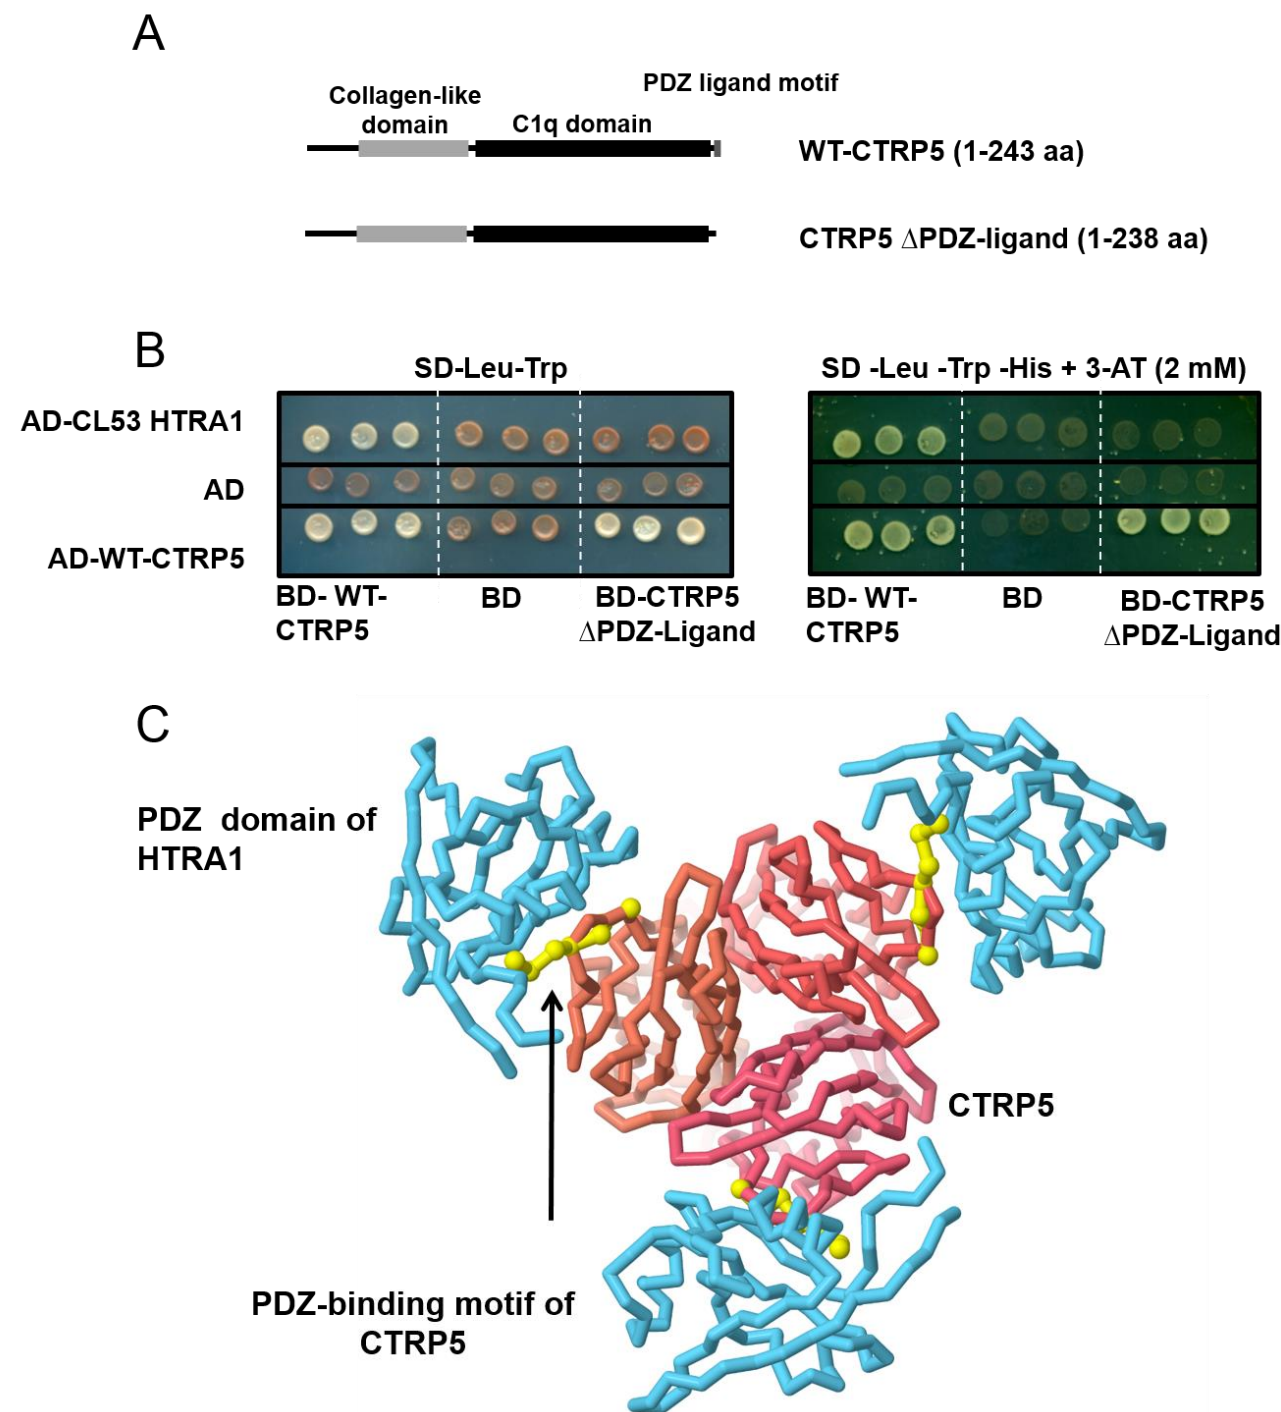 A
Collagen-like
domain
C1q domain
PDZ ligand motif
WT-CTRP5 (1-243 aa)
CTRP5 ∆PDZ-ligand (1-238 aa)
B
SD-Leu-Trp
SD -Leu -Trp -His + 3-AT (2 mM)
AD-CL53 HTRA1
AD
AD-WT-CTRP5
BD- WT-
CTRP5
BD
BD-CTRP5
∆PDZ-Ligand
BD- WT-
CTRP5
BD
BD-CTRP5
∆PDZ-Ligand
C
PDZ domain of
HTRA1
CTRP5
PDZ-binding motif of
CTRP5